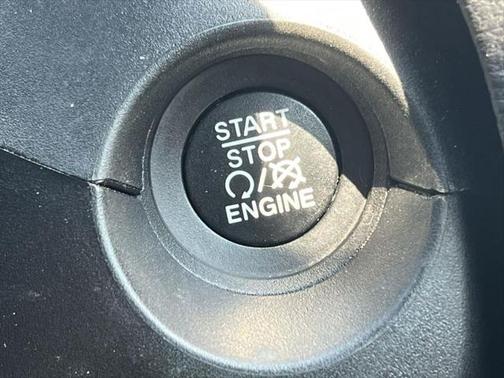 START
STOP
/
ENGINE